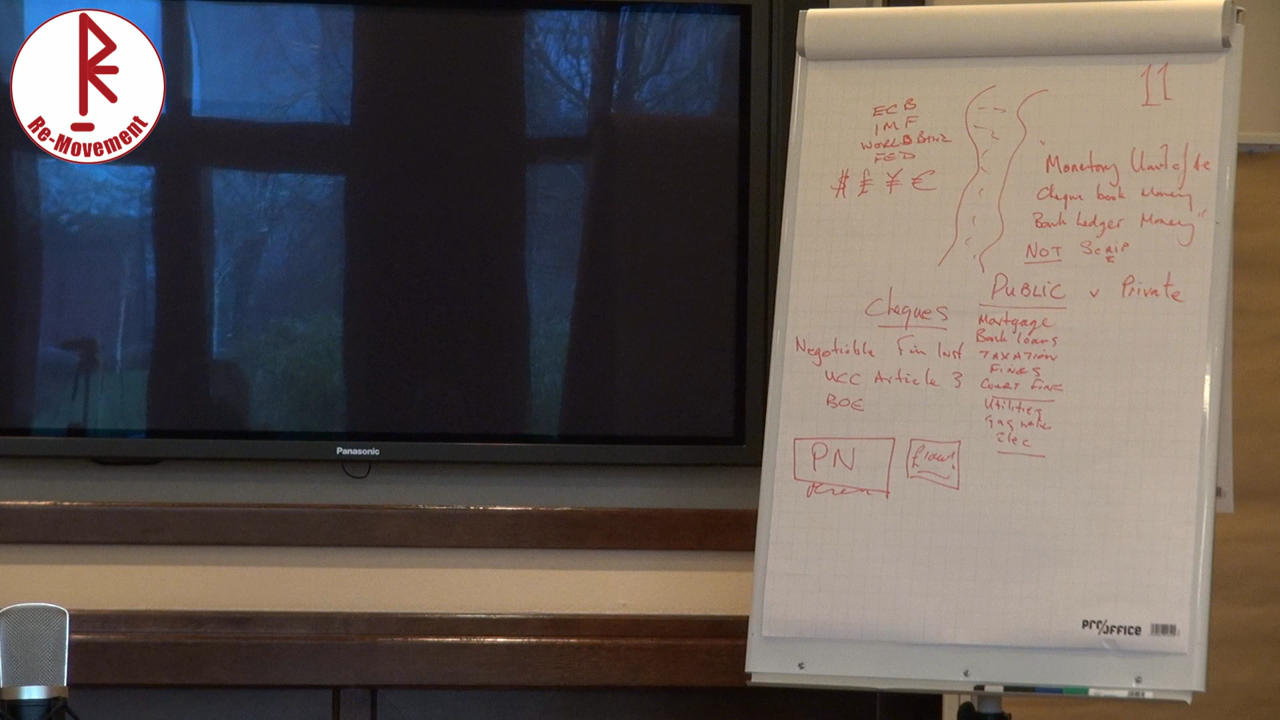 Re-Movement
Panasonic
11
ECB
IMF
WORLD BANK
FED
$ £ ¥ €
"Monetary Unit of
Cheque book Money
Bank Ledger Money"
NOT Scrip
PUBLIC v Private
Cheques
Mortgage
Bank loans
TAXATION
FINES
COURT FINE
Utilities
Gas water
Elec
Negotiable Fin Inst
UCC Article 3
BOE
PN
PRO/OFFICE